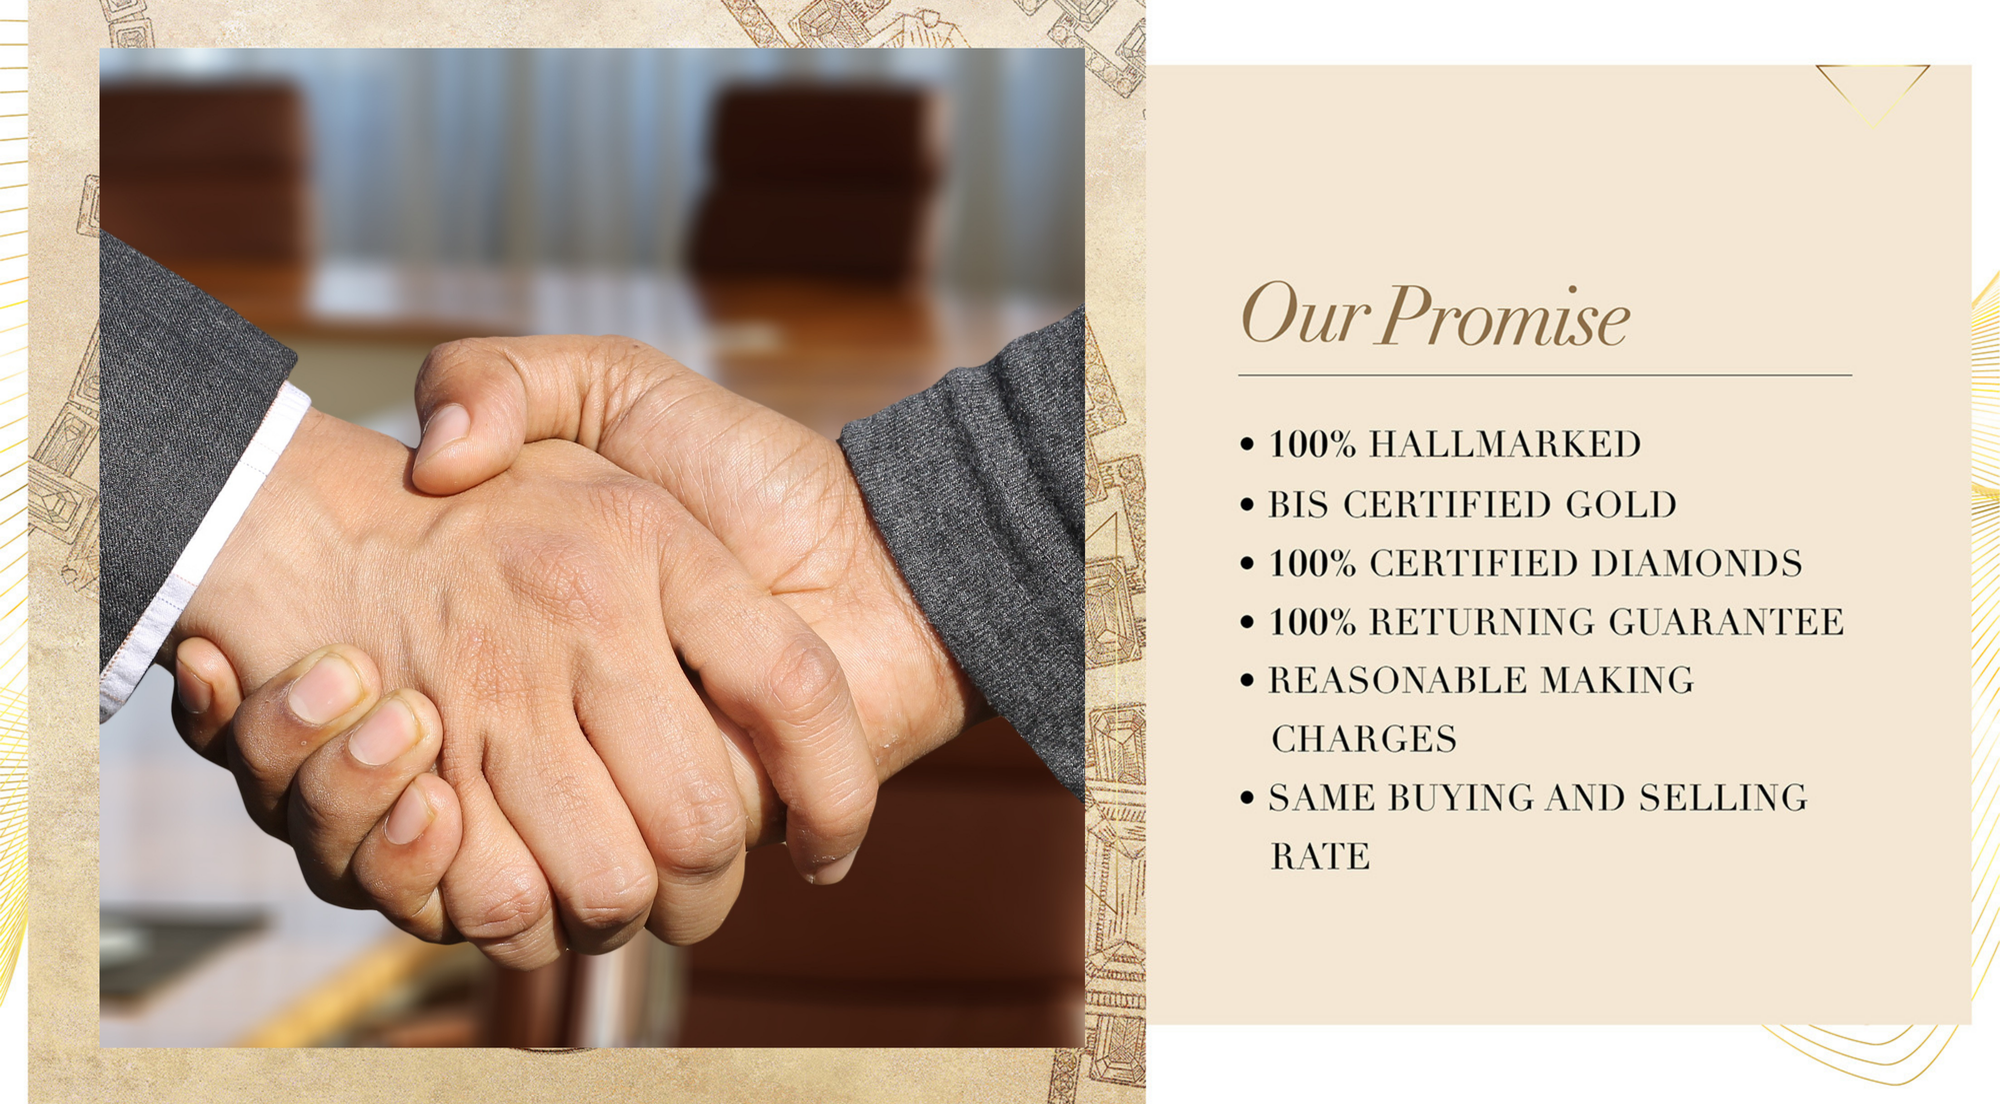 Our Promise
• 100% HALLMARKED
• BIS CERTIFIED GOLD
• 100% CERTIFIED DIAMONDS
• 100% RETURNING GUARANTEE
• REASONABLE MAKING
CHARGES
• SAME BUYING AND SELLING
RATE